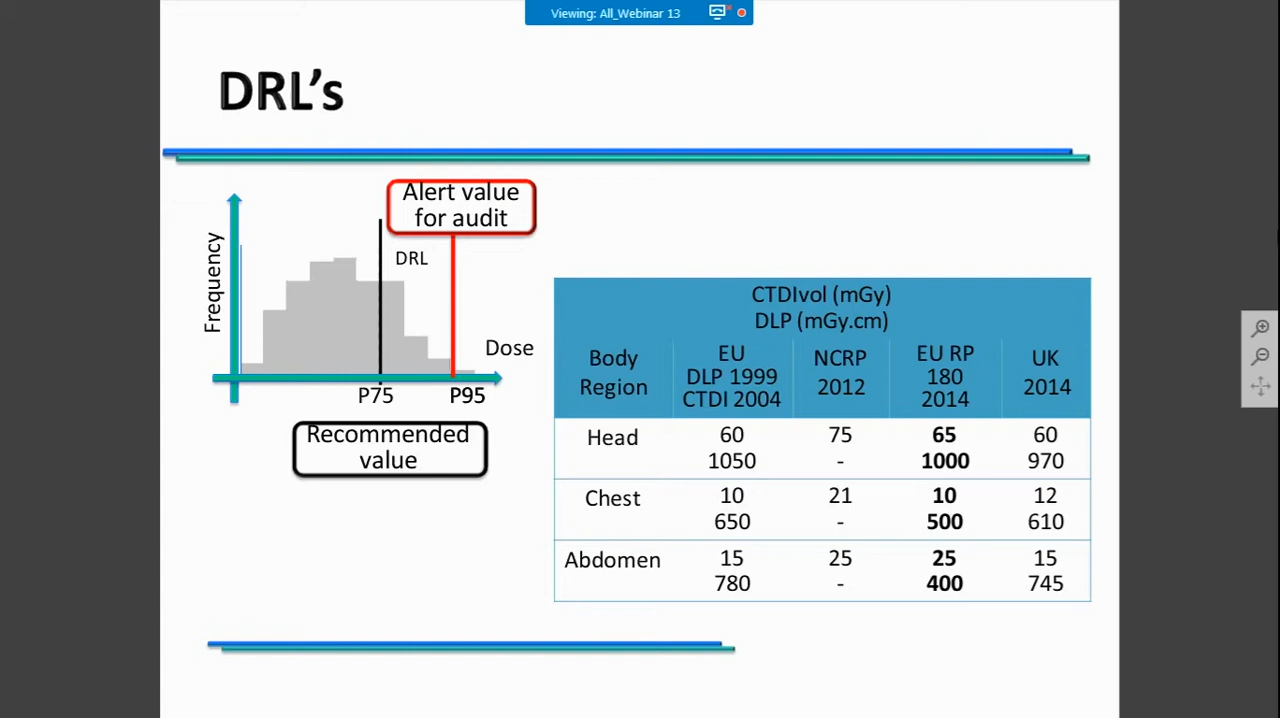 Viewing: All_Webinar 13
DRL's
Alert value
for audit
Frequency
DRL
Dose
P75
P95
Recommended
value
CTDIvol (mGy)
DLP (mGy.cm)
Body
Region
EU
DLP 1999
CTDI 2004
NCRP
2012
EU RP
180
2014
UK
2014
Head
60
1050
75
-
65
1000
60
970
Chest
10
650
21
-
10
500
12
610
Abdomen
15
780
25
-
25
400
15
745